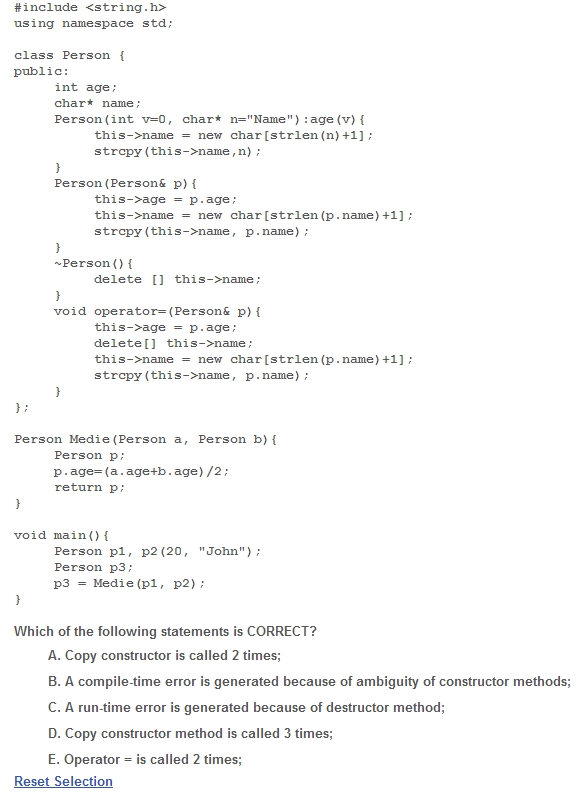 #include <string.h>
using namespace std;
class Person {
public:
int age;
char* name;
Person(int v=0, char* n="Name"):age(v){
this->name = new char[strlen(n)+1];
strcpy(this->name,n);
}
Person(Person& p){
this->age = p.age;
this->name = new char[strlen(p.name)+1];
strcpy(this->name, p.name);
}
~Person(){
delete [] this->name;
}
void operator=(Person& p){
this->age = p.age;
delete[] this->name;
this->name = new char[strlen(p.name)+1];
strcpy(this->name, p.name);
}
};
Person Medie(Person a, Person b){
Person p;
p.age=(a.age+b.age)/2;
return p;
}
void main(){
Person p1, p2(20, "John");
Person p3;
p3 = Medie(p1, p2);
}
Which of the following statements is CORRECT?
A. Copy constructor is called 2 times;
B. A compile-time error is generated because of ambiguity of constructor methods;
C. A run-time error is generated because of destructor method;
D. Copy constructor method is called 3 times;
E. Operator = is called 2 times;
Reset Selection